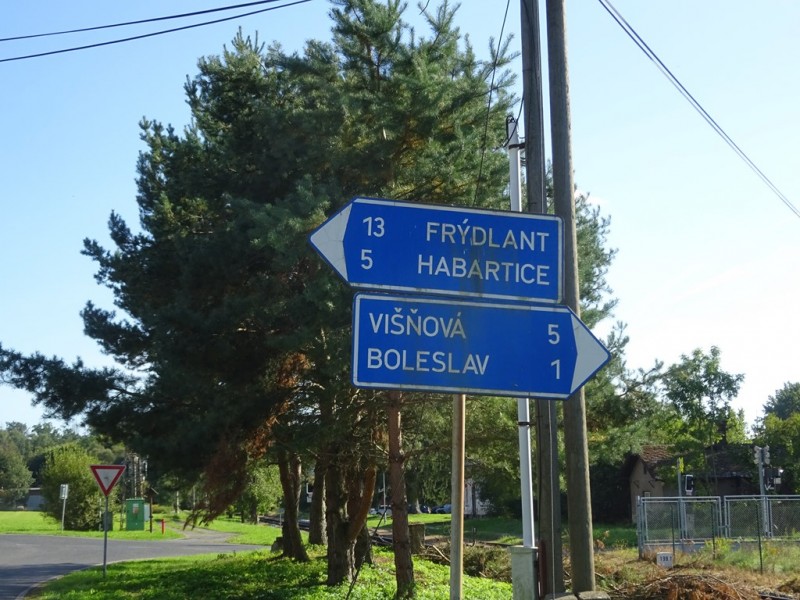 13 FRÝDLANT
5 HABARTICE
VIŠŇOVÁ 5
BOLESLAV 1